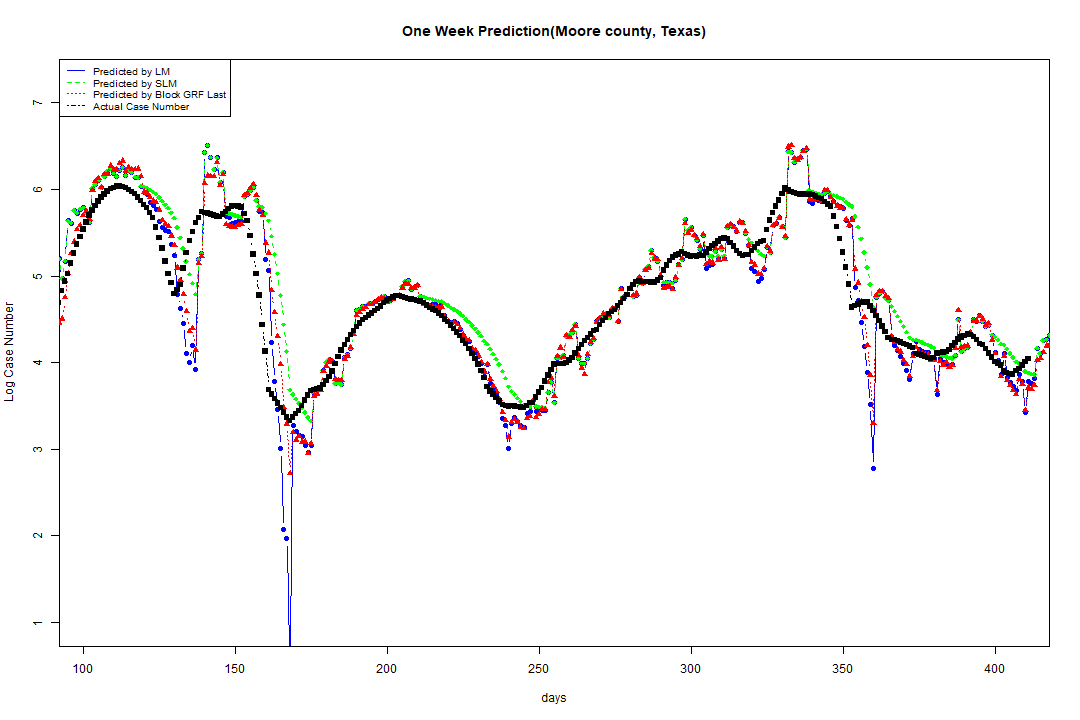 One Week Prediction(Moore county, Texas)
Predicted by LM
Predicted by SLM
Predicted by Block GRF Last
Actual Case Number
Log Case Number
7
6
5
4
3
2
1
100 150 200 250 300 350 400
days